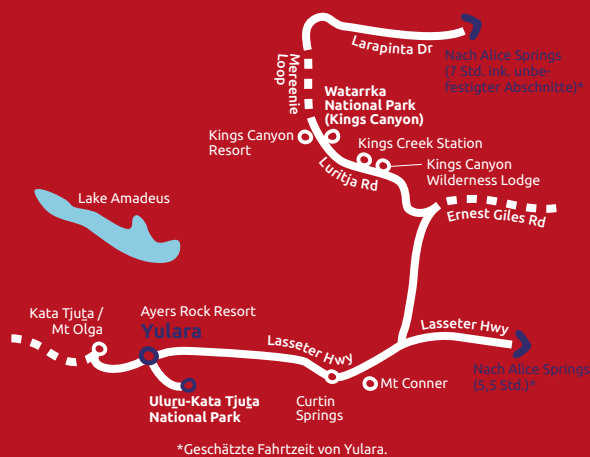 Larapinta Dr
Nach Alice Springs
(7 Std. ink. unbe-
festigter Abschnitte)*
Mereenie
Loop
Watarrka
National Park
(Kings Canyon)
Kings Canyon
Resort
Kings Creek Station
Kings Canyon
Wilderness Lodge
Luritja Rd
Ernest Giles Rd
Lake Amadeus
Kata Tjuṯa /
Mt Olga
Ayers Rock Resort
Yulara
Lasseter Hwy
Lasseter Hwy
Nach Alice Springs
(5,5 Std.)*
Mt Conner
Curtin
Springs
Uluṟu-Kata Tjuṯa
National Park
*Geschätzte Fahrtzeit von Yulara.